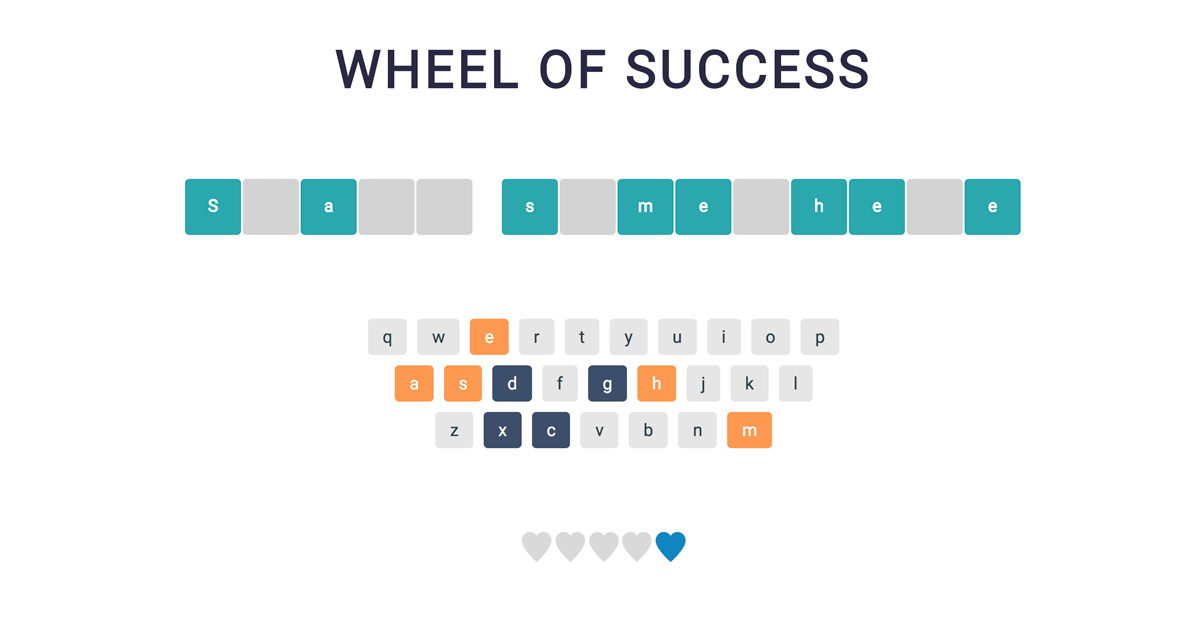 WHEEL OF SUCCESS
S a s m e h e e
q w e r t y u i o p
a s d f g h j k l
z x c v b n m